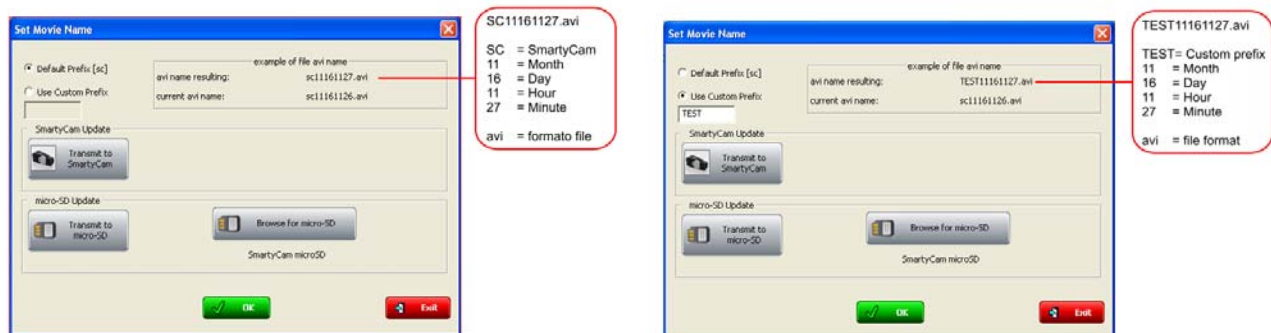 Set Movie Name
Default Prefix [sc]
Use Custom Prefix
example of file avi name
avi name resulting: sc11161127.avi
current avi name: sc11161126.avi
SmartyCam Update
Transmit to
SmartyCam
micro-SD Update
Transmit to
micro-SD
Browse for micro-SD
SmartyCam microSD
OK
Exit
SC11161127.avi
SC = SmartyCam
11 = Month
16 = Day
11 = Hour
27 = Minute
avi = formato file
Set Movie Name
Default Prefix [sc]
Use Custom Prefix
TEST
example of file avi name
avi name resulting: TEST11161127.avi
current avi name: sc11161126.avi
SmartyCam Update
Transmit to
SmartyCam
micro-SD Update
Transmit to
micro-SD
Browse for micro-SD
SmartyCam microSD
OK
Exit
TEST11161127.avi
TEST= Custom prefix
11 = Month
16 = Day
11 = Hour
27 = Minute
avi = file format